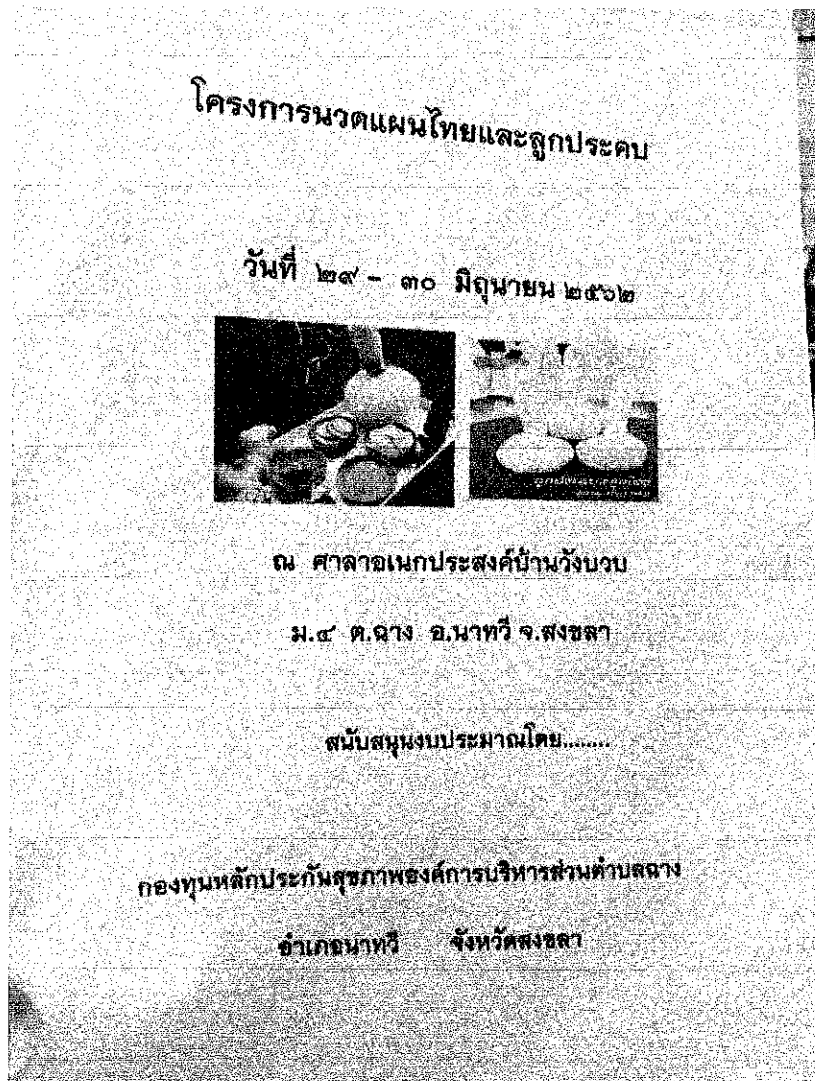 โครงการนวดแผนไทยและลูกประคบ
วันที่ ๒๙ - ๓๐ มิถุนายน ๒๕๖๒
ณ ศาลาอเนกประสงค์บ้านวังบวบ
ม.๔ ต.ฉาง อ.นาทวี จ.สงขลา
สนับสนุนงบประมาณโดย........
กองทุนหลักประกันสุขภาพองค์การบริหารส่วนตำบลฉาง
อำเภอนาทวี จังหวัดสงขลา